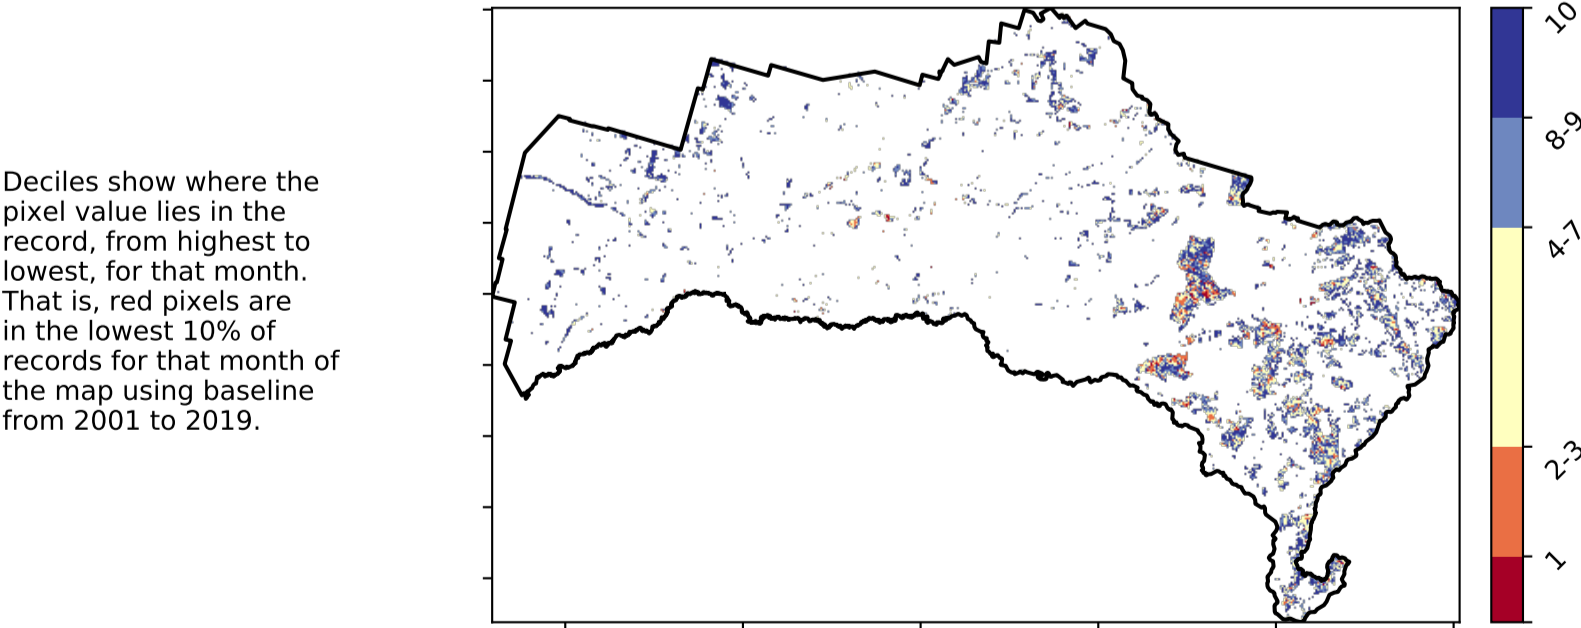 Deciles show where the
pixel value lies in the
record, from highest to
lowest, for that month.
That is, red pixels are
in the lowest 10% of
records for that month of
the map using baseline
from 2001 to 2019.
10
8-9
4-7
2-3
1